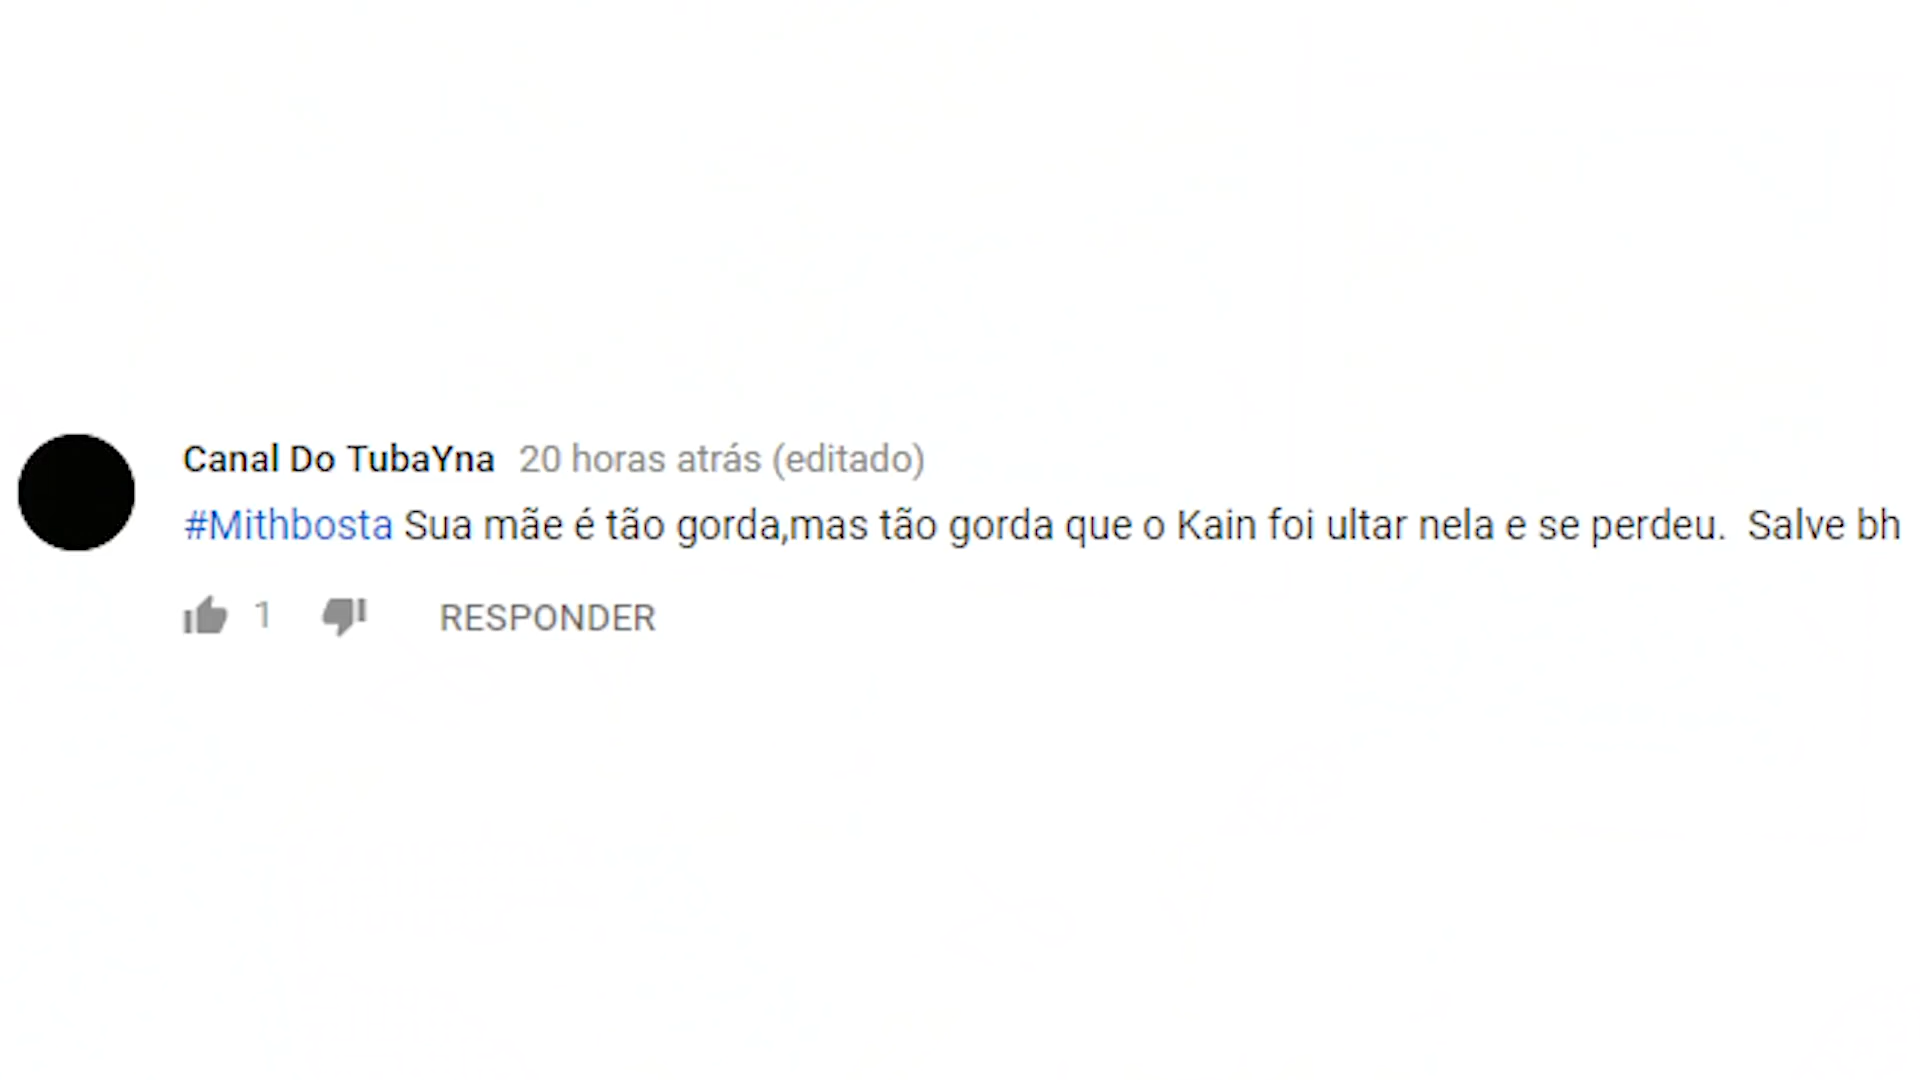 Canal Do TubaYna 20 horas atrás (editado)
#Mithbosta Sua mãe é tão gorda,mas tão gorda que o Kain foi ultar nela e se perdeu.  Salve bh
1 RESPONDER